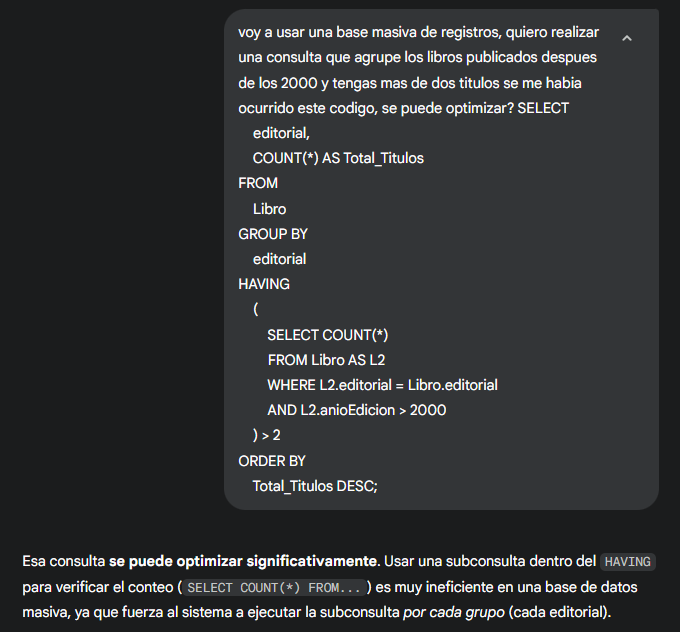 voy a usar una base masiva de registros, quiero realizar
una consulta que agrupe los libros publicados despues
de los 2000 y tengas mas de dos titulos se me habia
ocurrido este codigo, se puede optimizar? SELECT
editorial,
COUNT(*) AS Total_Titulos
FROM
Libro
GROUP BY
editorial
HAVING
(
SELECT COUNT(*)
FROM Libro AS L2
WHERE L2.editorial = Libro.editorial
AND L2.anioEdicion > 2000
) > 2
ORDER BY
Total_Titulos DESC;
Esa consulta se puede optimizar significativamente. Usar una subconsulta dentro del HAVING
para verificar el conteo ( SELECT COUNT(*) FROM... ) es muy ineficiente en una base de datos
masiva, ya que fuerza al sistema a ejecutar la subconsulta por cada grupo (cada editorial).